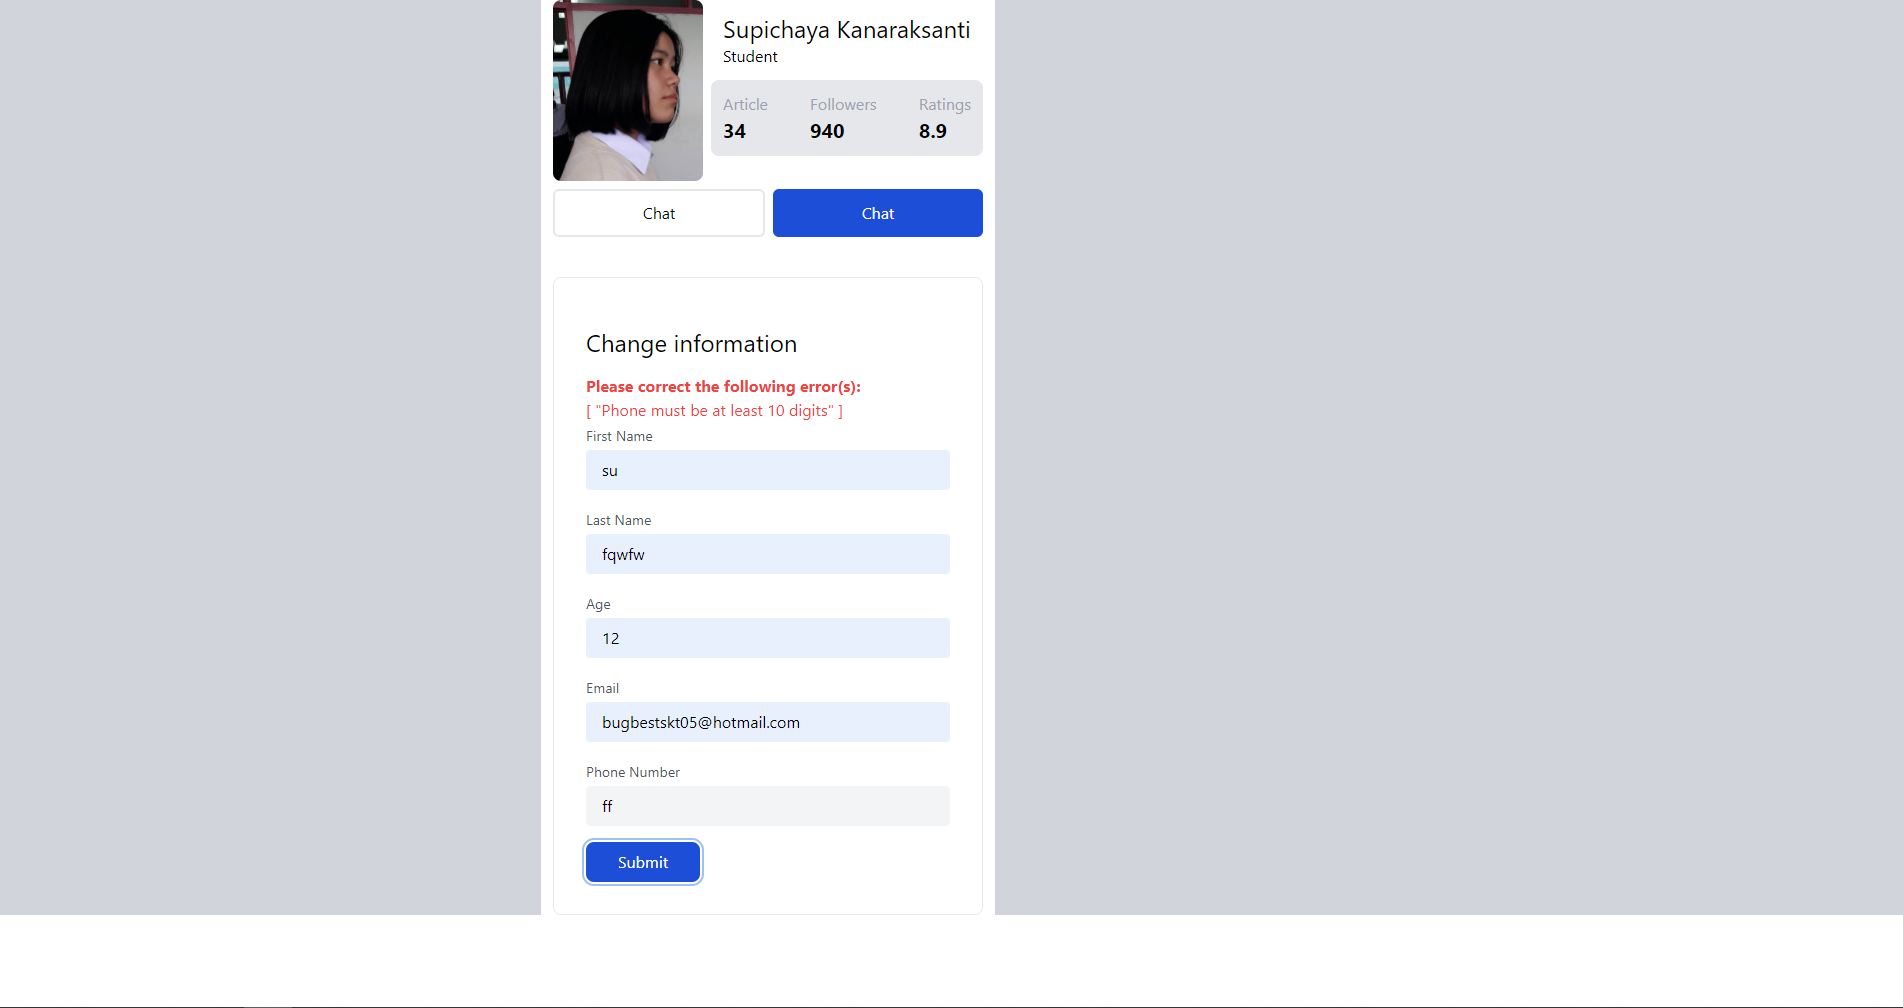 Supichaya Kanaraksanti
Student
Article Followers Ratings
34 940 8.9
Chat Chat
Change information
Please correct the following error(s):
[ "Phone must be at least 10 digits" ]
First Name
su
Last Name
fqwfw
Age
12
Email
bugbestskt05@hotmail.com
Phone Number
ff
Submit